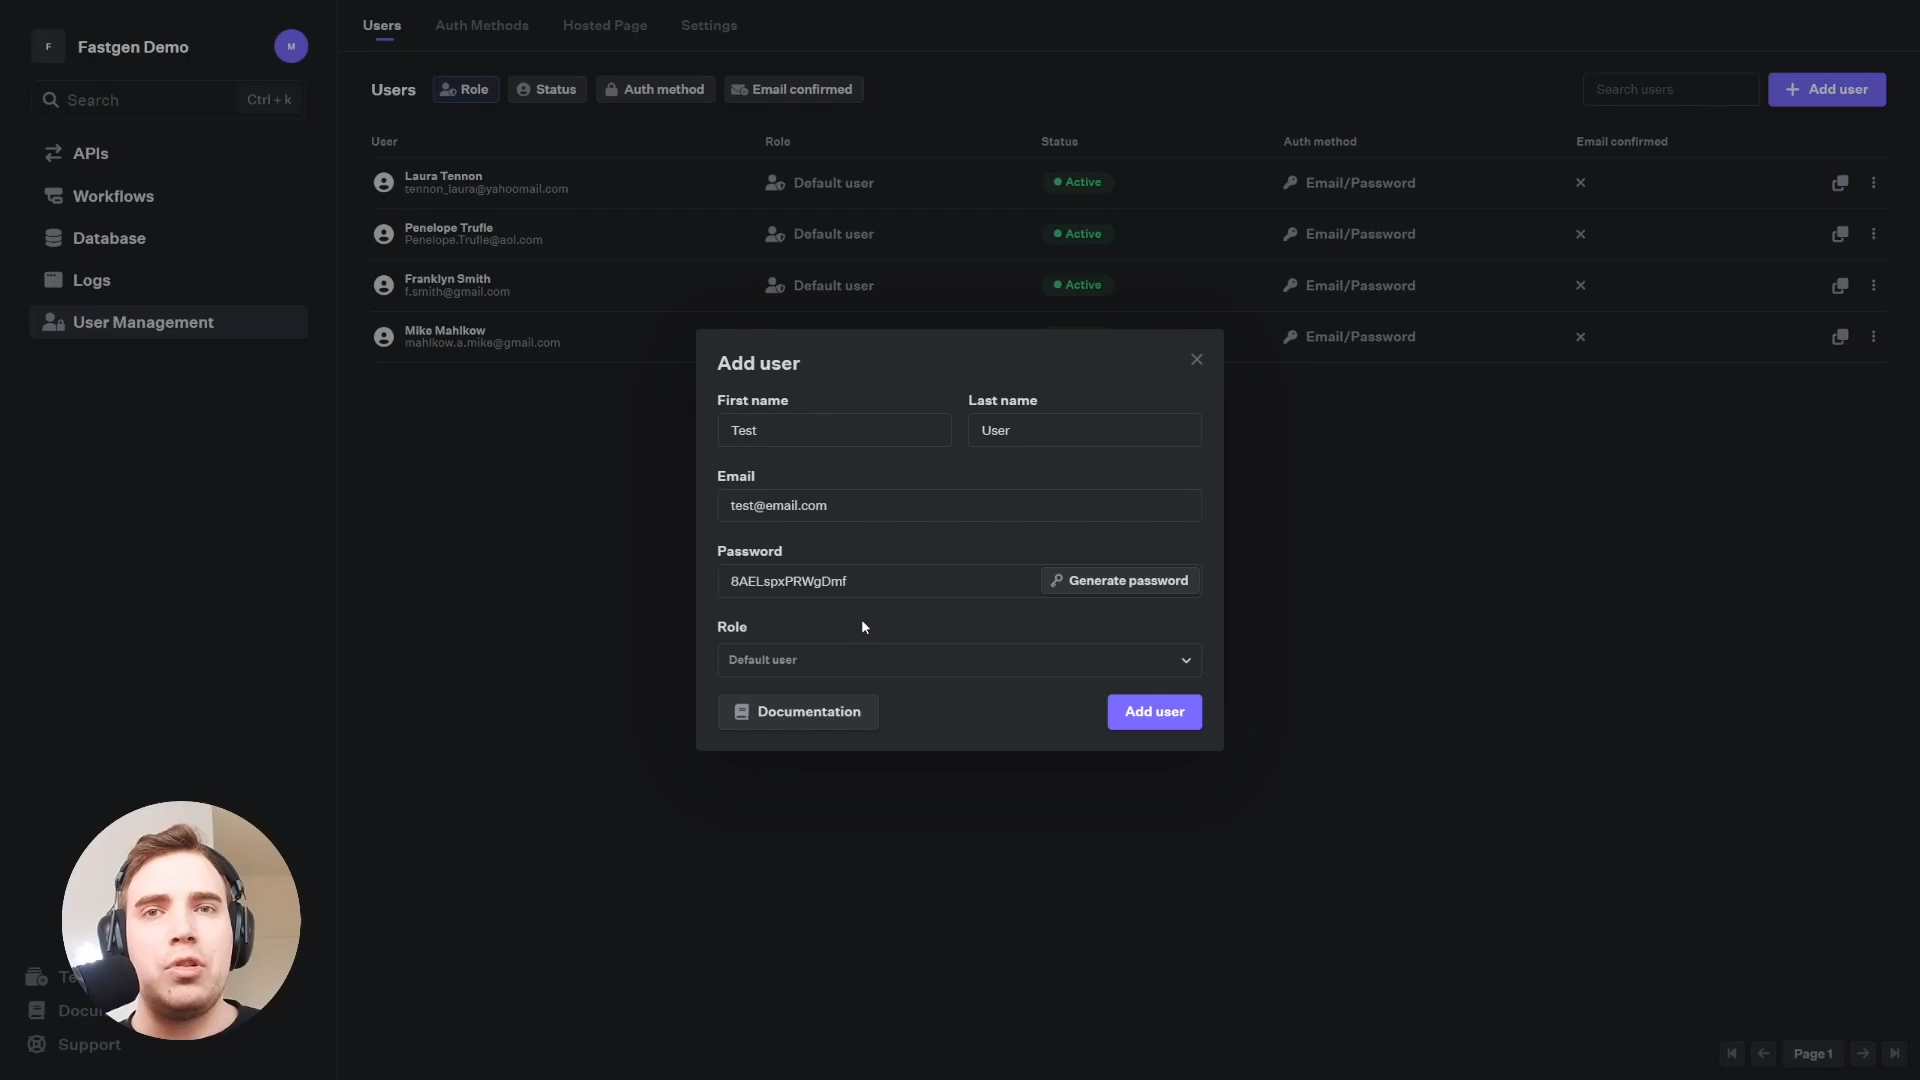 F
Fastgen Demo
M
Search
Ctrl + k
APIs
Workflows
Database
Logs
User Management
Support
Users
Auth Methods
Hosted Page
Settings
Users
Role
Status
Auth method
Email confirmed
Search users
Add user
User
Role
Status
Auth method
Email confirmed
Laura Tennon
tennon_laura@yahoomail.com
Default user
Active
Email/Password
Penelope Trufle
Penelope.Trufle@aol.com
Default user
Active
Email/Password
Franklyn Smith
f.smith@gmail.com
Default user
Active
Email/Password
Mike Mahlkow
mahlkow.a.mike@gmail.com
Email/Password
Add user
First name
Last name
Test
User
Email
test@email.com
Password
8AELspxPRWgDmf
Generate password
Role
Default user
Documentation
Add user
Page 1